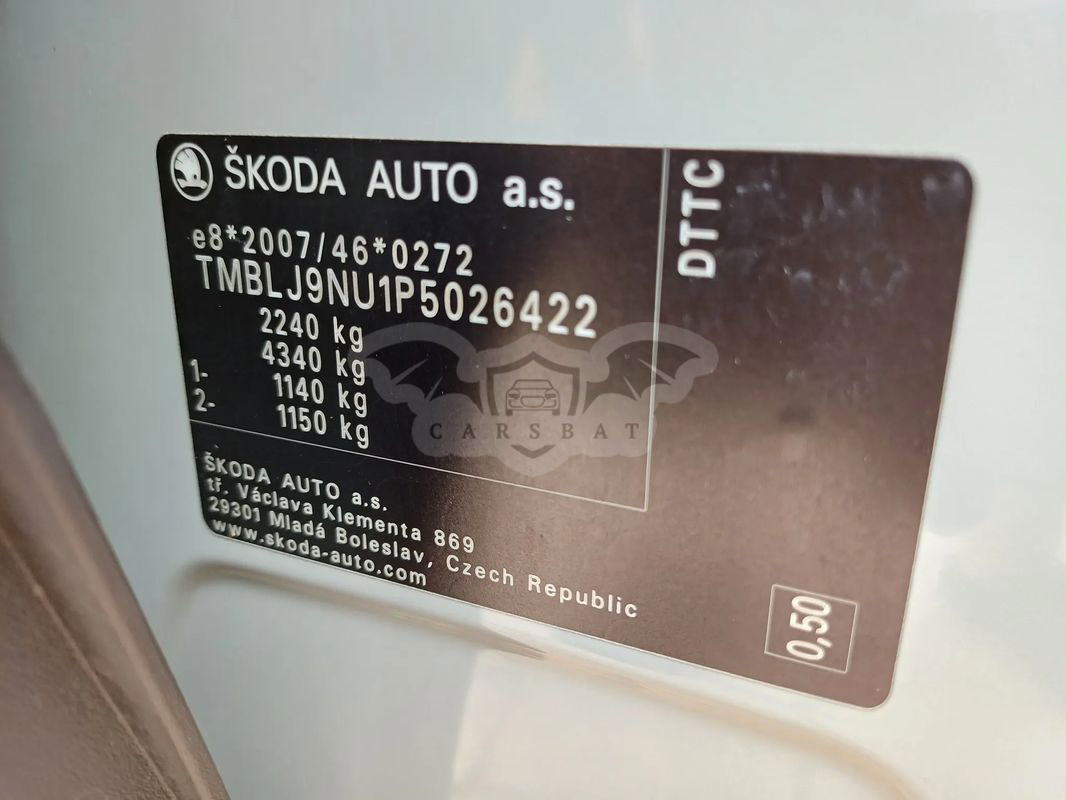 ŠKODA AUTO a.s.
e8*2007/46*0272
TMBLJ9NU1P5026422
2240 kg
4340 kg
1- 1140 kg
2- 1150 kg
DTTC
CARSBAT
ŠKODA AUTO a.s.
tř. Václava Klementa 869
29301 Mladá Boleslav, Czech Republic
www.skoda-auto.com
0,50